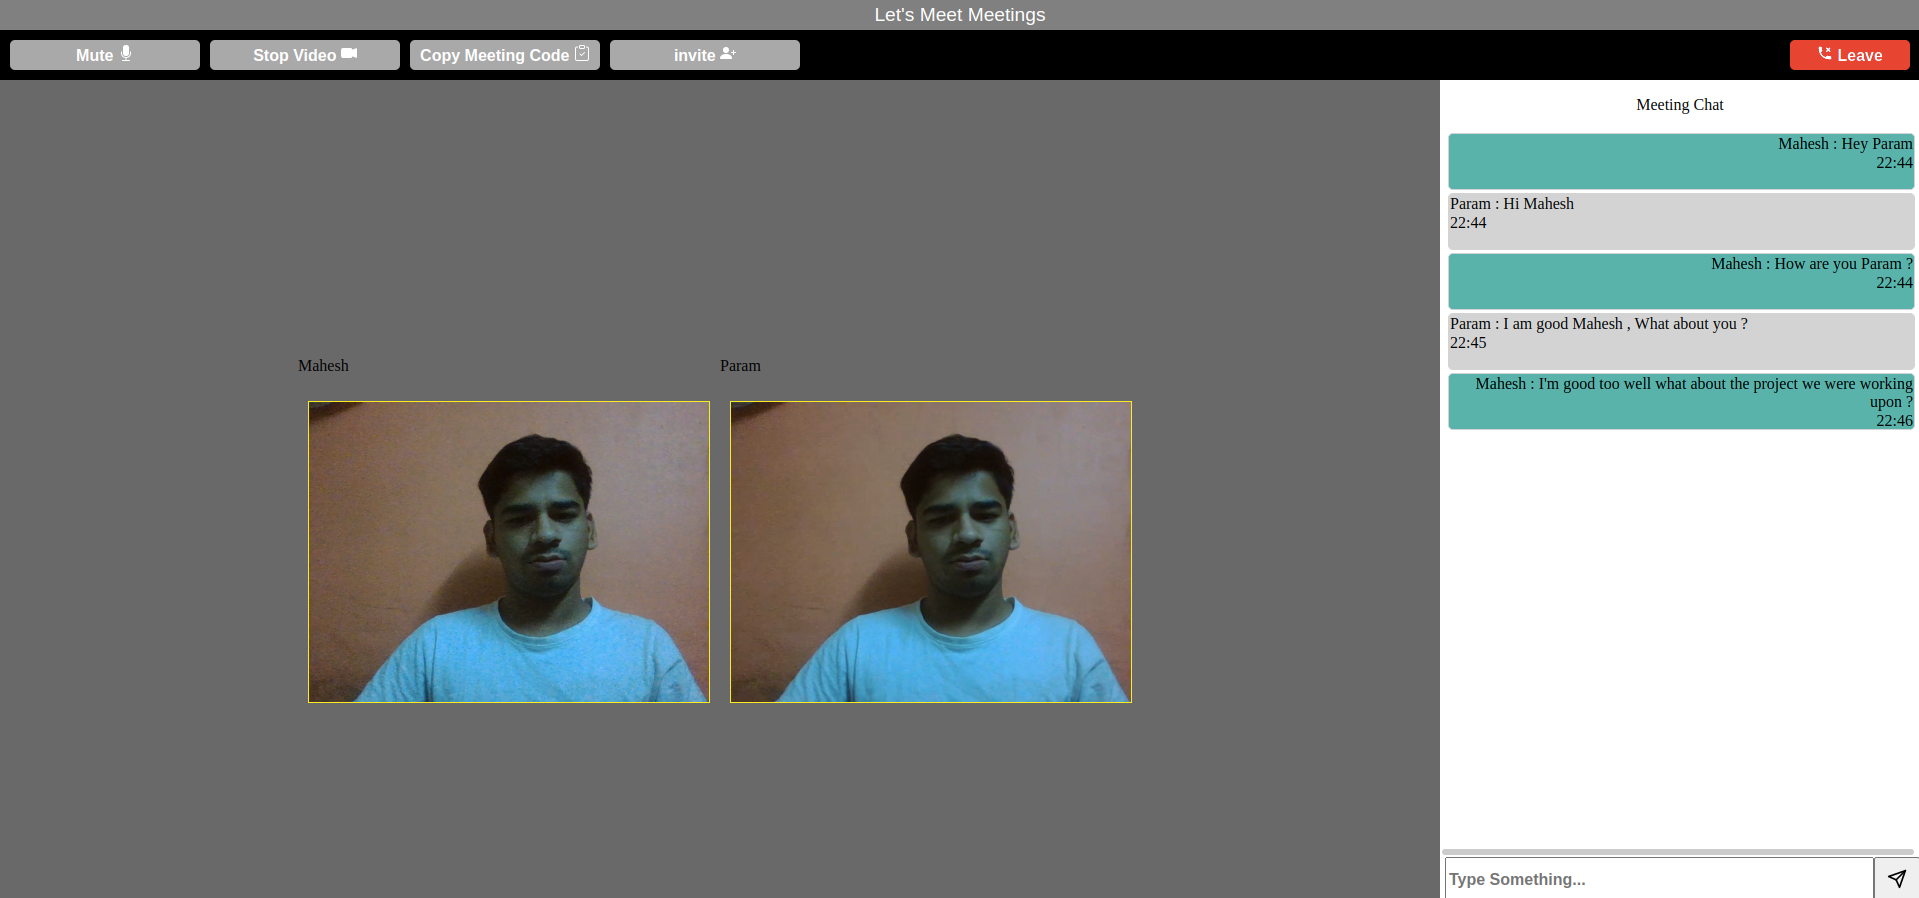 Let's Meet Meetings
Mute
Stop Video
Copy Meeting Code
invite
Leave
Mahesh
Param
Meeting Chat
Mahesh : Hey Param
22:44
Param : Hi Mahesh
22:44
Mahesh : How are you Param ?
22:44
Param : I am good Mahesh , What about you ?
22:45
Mahesh : I'm good too well what about the project we were working
upon ?
22:46
Type Something...